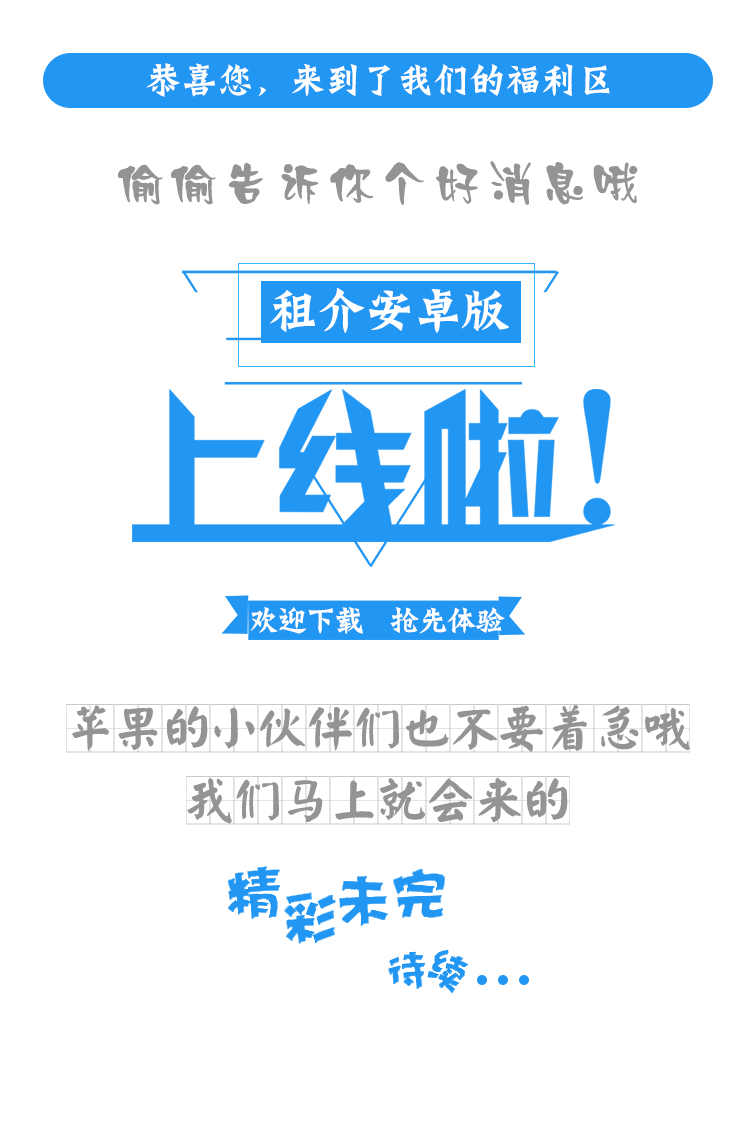 恭喜您，来到了我们的福利区
偷偷告诉你个好消息哦
租介安卓版
上线啦！
欢迎下载 抢先体验
苹果的小伙伴们也不要着急哦
我们马上就会来的
精彩未完
待续...